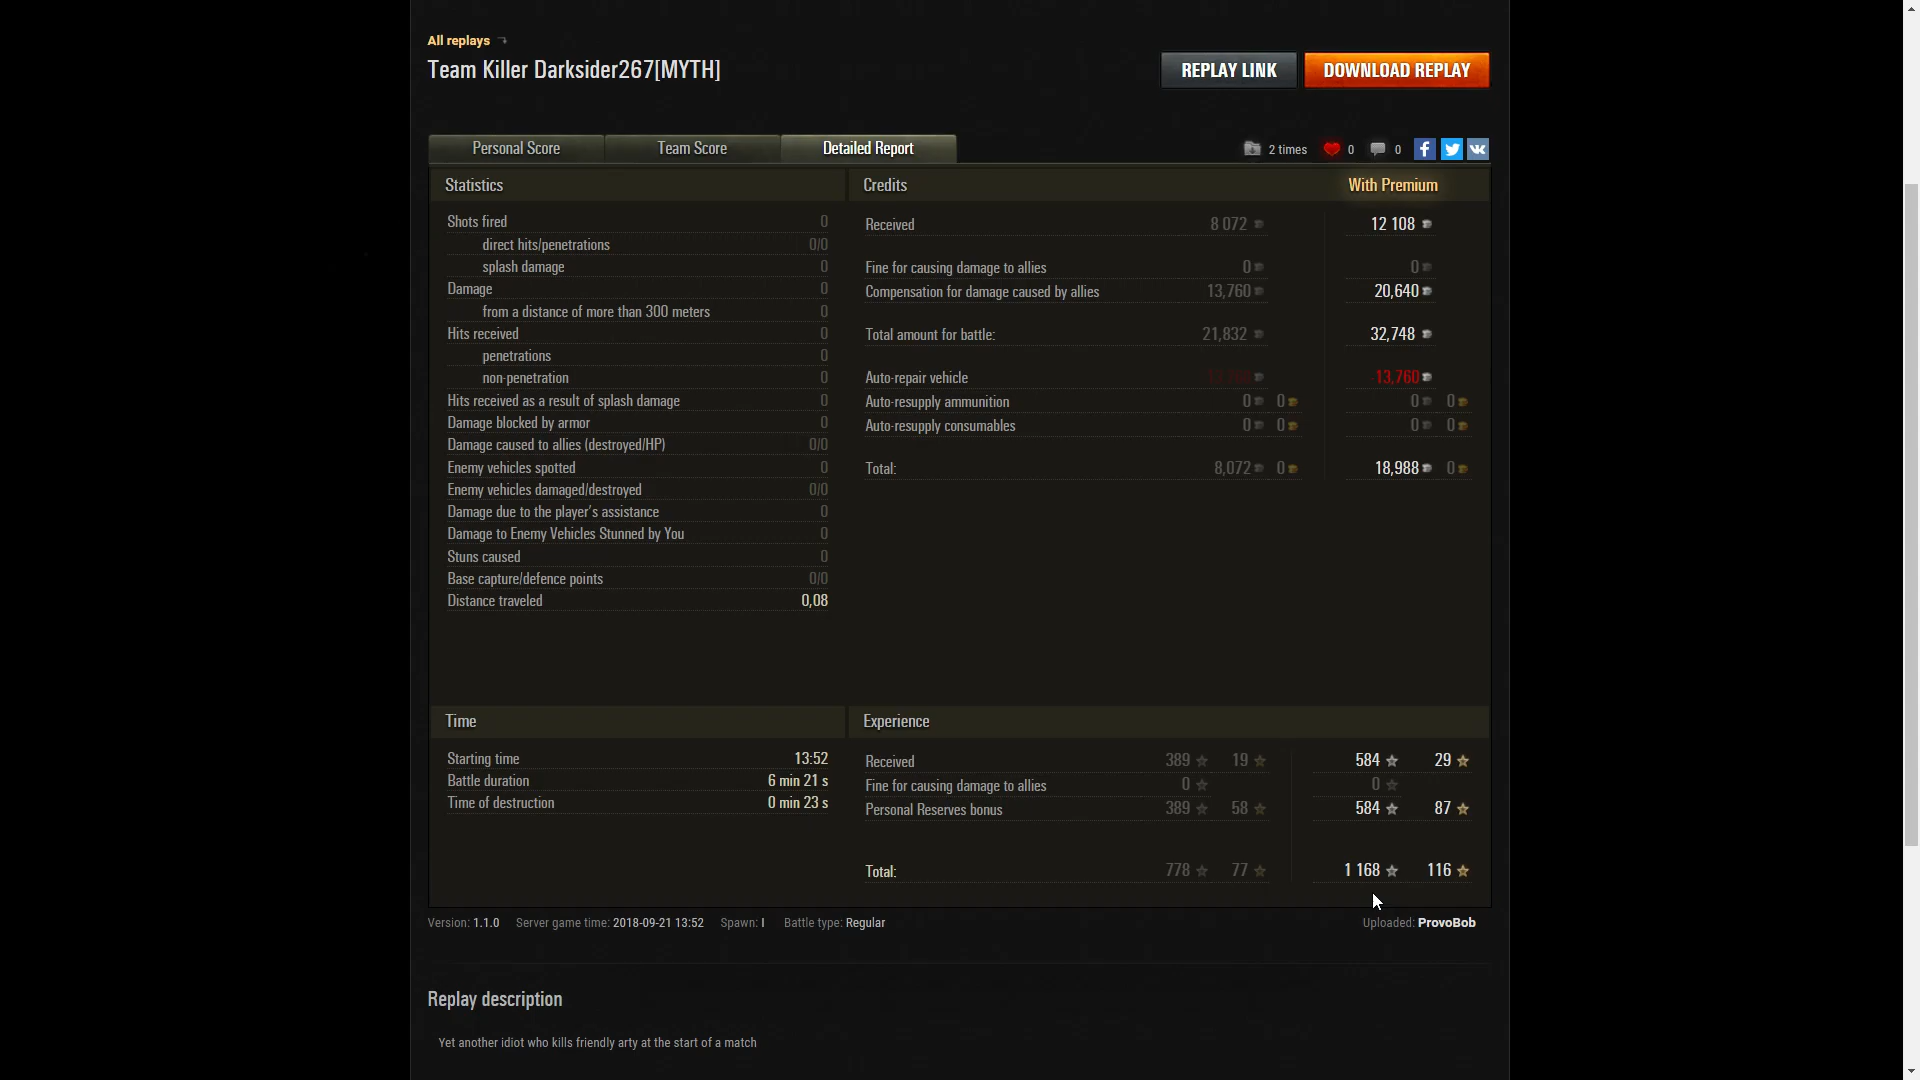 All replays
Team Killer Darksider267[MYTH]
REPLAY LINK
DOWNLOAD REPLAY
Personal Score
Team Score
Detailed Report
2 times
0
0
Statistics
Shots fired 0
direct hits/penetrations 0/0
splash damage 0
Damage 0
from a distance of more than 300 meters 0
Hits received 0
penetrations 0
non-penetration 0
Hits received as a result of splash damage 0
Damage blocked by armor 0
Damage caused to allies (destroyed/HP) 0/0
Enemy vehicles spotted 0
Enemy vehicles damaged/destroyed 0/0
Damage due to the player's assistance 0
Damage to Enemy Vehicles Stunned by You 0
Stuns caused 0
Base capture/defence points 0/0
Distance traveled 0,08
Credits With Premium
Received 8 072 12 108
Fine for causing damage to allies 0 0
Compensation for damage caused by allies 13,760 20,640
Total amount for battle: 21,832 32,748
Auto-repair vehicle -13,760
Auto-resupply ammunition 0 0 0 0
Auto-resupply consumables 0 0 0 0
Total: 8,072 0 18,988 0
Time
Starting time 13:52
Battle duration 6 min 21 s
Time of destruction 0 min 23 s
Experience
Received 389 19 584 29
Fine for causing damage to allies 0 0
Personal Reserves bonus 389 58 584 87
Total: 778 77 1 168 116
Version: 1.1.0 Server game time: 2018-09-21 13:52 Spawn: I Battle type: Regular Uploaded: ProvoBob
Replay description
Yet another idiot who kills friendly arty at the start of a match